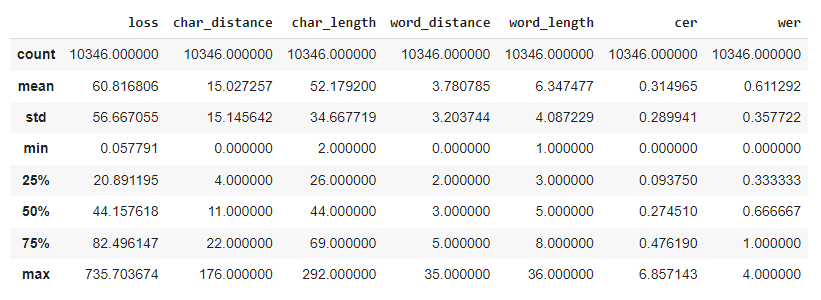 loss char_distance char_length word_distance word_length cer wer
count 10346.000000 10346.000000 10346.000000 10346.000000 10346.000000 10346.000000 10346.000000
mean 60.816806 15.027257 52.179200 3.780785 6.347477 0.314965 0.611292
std 56.667055 15.145642 34.667719 3.203744 4.087229 0.289941 0.357722
min 0.057791 0.000000 2.000000 0.000000 1.000000 0.000000 0.000000
25% 20.891195 4.000000 26.000000 2.000000 3.000000 0.093750 0.333333
50% 44.157618 11.000000 44.000000 3.000000 5.000000 0.274510 0.666667
75% 82.496147 22.000000 69.000000 5.000000 8.000000 0.476190 1.000000
max 735.703674 176.000000 292.000000 35.000000 36.000000 6.857143 4.000000